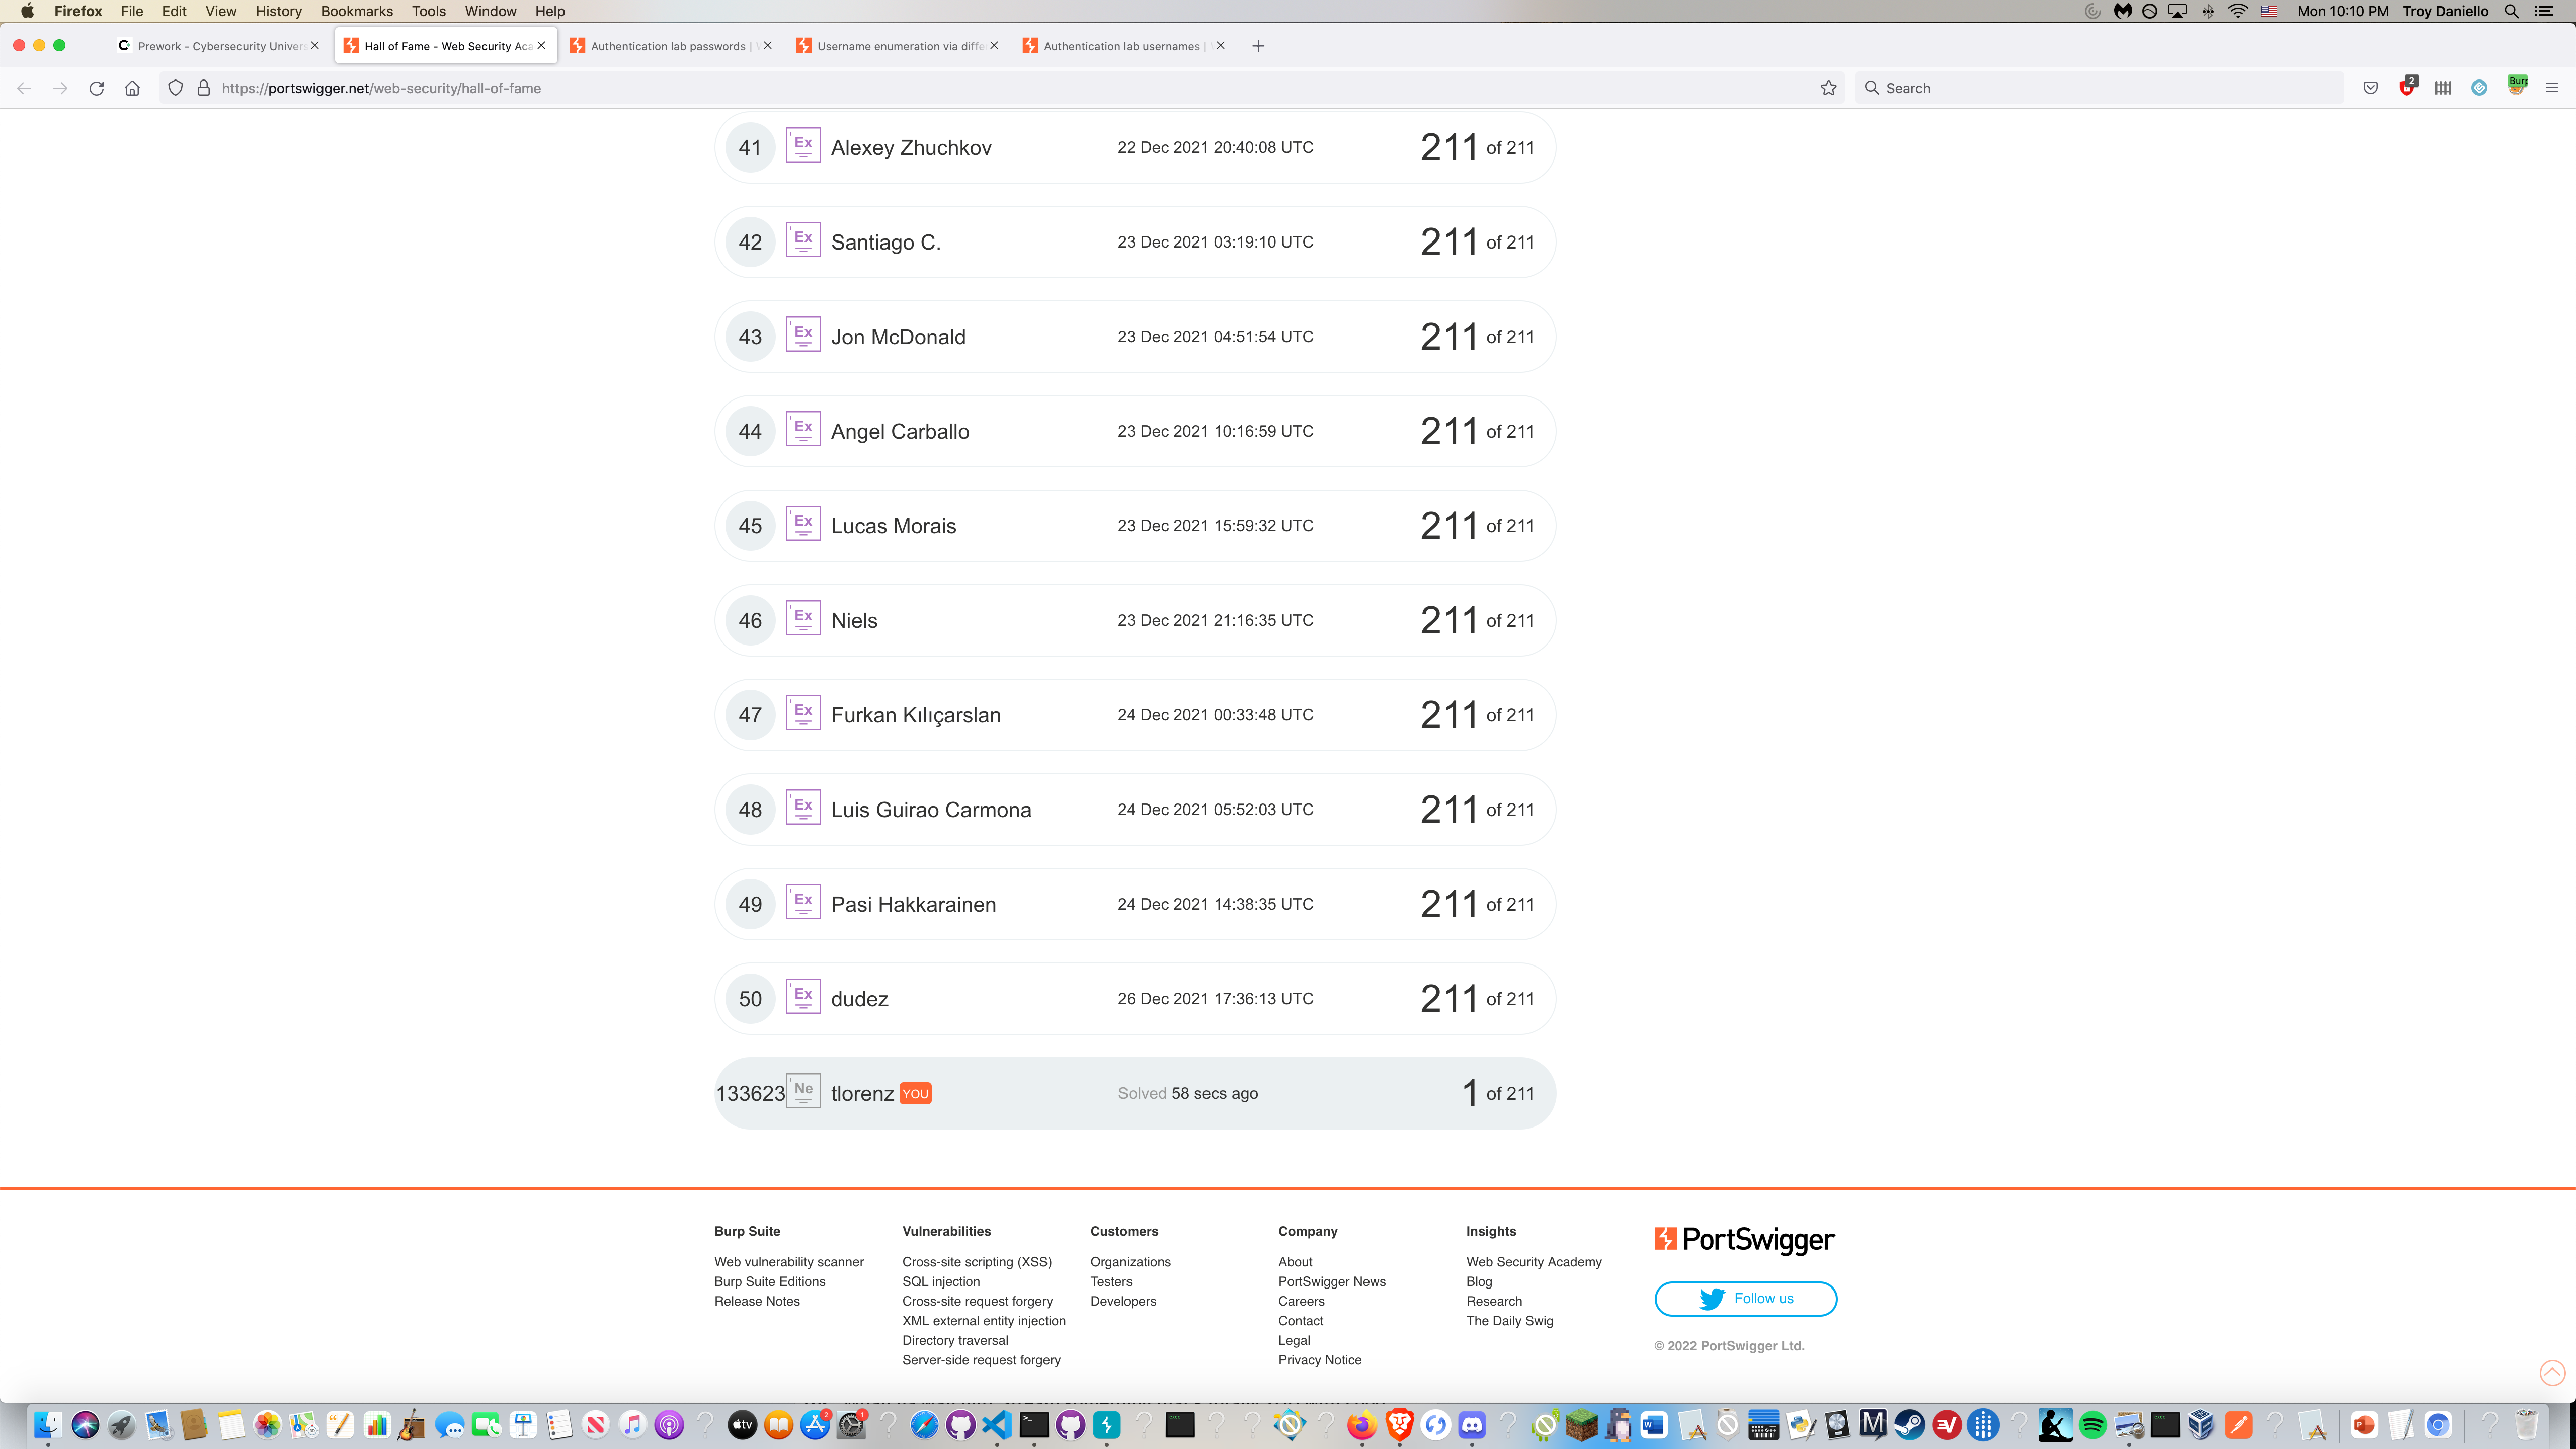 Firefox File Edit View History Bookmarks Tools Window Help Mon 10:10 PM Troy Daniello
Prework - Cybersecurity Univer Hall of Fame - Web Security Aca Authentication lab passwords | Username enumeration via diffe Authentication lab usernames |
https://portswigger.net/web-security/hall-of-fame Search 2 Burp
41 Ex Alexey Zhuchkov 22 Dec 2021 20:40:08 UTC 211 of 211
42 Ex Santiago C. 23 Dec 2021 03:19:10 UTC 211 of 211
43 Ex Jon McDonald 23 Dec 2021 04:51:54 UTC 211 of 211
44 Ex Angel Carballo 23 Dec 2021 10:16:59 UTC 211 of 211
45 Ex Lucas Morais 23 Dec 2021 15:59:32 UTC 211 of 211
46 Ex Niels 23 Dec 2021 21:16:35 UTC 211 of 211
47 Ex Furkan Kılıçarslan 24 Dec 2021 00:33:48 UTC 211 of 211
48 Ex Luis Guirao Carmona 24 Dec 2021 05:52:03 UTC 211 of 211
49 Ex Pasi Hakkarainen 24 Dec 2021 14:38:35 UTC 211 of 211
50 Ex dudez 26 Dec 2021 17:36:13 UTC 211 of 211
133623 Ne tlorenz YOU Solved 58 secs ago 1 of 211
Burp Suite
Web vulnerability scanner
Burp Suite Editions
Release Notes
Vulnerabilities
Cross-site scripting (XSS)
SQL injection
Cross-site request forgery
XML external entity injection
Directory traversal
Server-side request forgery
Customers
Organizations
Testers
Developers
Company
About
PortSwigger News
Careers
Contact
Legal
Privacy Notice
Insights
Web Security Academy
Blog
Research
The Daily Swig
PortSwigger
Follow us
© 2022 PortSwigger Ltd.
tv 2 1